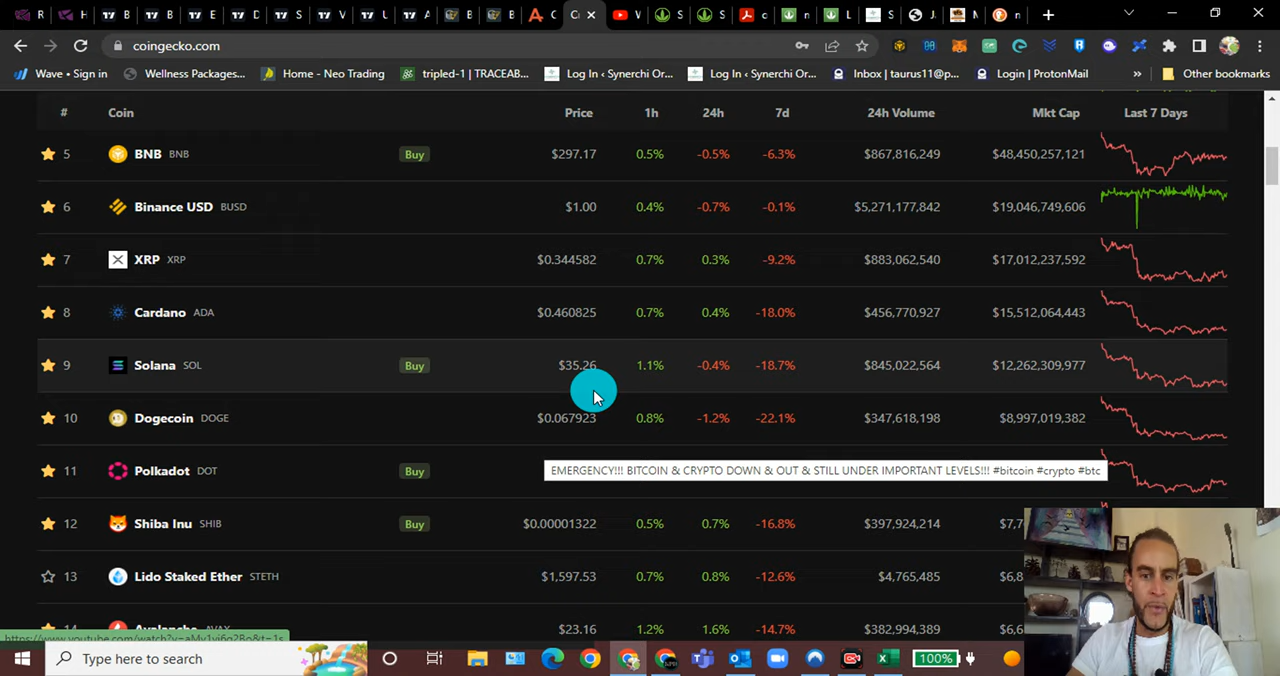 R H B B E D S V U A B B C C V S S c n L S J M n
coingecko.com
Wave • Sign in Wellness Packages... Home - Neo Trading tripled-1 | TRACEAB... Log In ‹ Synerchi Or... Log In ‹ Synerchi Or... Inbox | taurus11@p... Login | ProtonMail » Other bookmarks
# Coin Price 1h 24h 7d 24h Volume Mkt Cap Last 7 Days
5 BNB BNB Buy $297.17 0.5% -0.5% -6.3% $867,816,249 $48,450,257,121
6 Binance USD BUSD $1.00 0.4% -0.7% -0.1% $5,271,177,842 $19,046,749,606
7 XRP XRP $0.344582 0.7% 0.3% -9.2% $883,062,540 $17,012,237,592
8 Cardano ADA $0.460825 0.7% 0.4% -18.0% $456,770,927 $15,512,064,443
9 Solana SOL Buy $35.26 1.1% -0.4% -18.7% $845,022,564 $12,262,309,977
10 Dogecoin DOGE $0.067923 0.8% -1.2% -22.1% $347,618,198 $8,997,019,382
11 Polkadot DOT Buy
EMERGENCY!!! BITCOIN & CRYPTO DOWN & OUT & STILL UNDER IMPORTANT LEVELS!!! #bitcoin #crypto #btc
12 Shiba Inu SHIB Buy $0.00001322 0.5% 0.7% -16.8% $397,924,214 $7,7
13 Lido Staked Ether STETH $1,597.53 0.7% 0.8% -12.6% $4,765,485 $6,8
14 Avalanche AVAX $23.16 1.2% 1.6% -14.7% $382,994,389 $6,6
Type here to search 100%